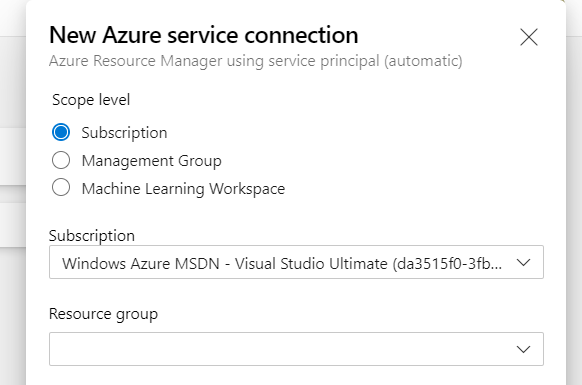 New Azure service connection
Azure Resource Manager using service principal (automatic)
Scope level
Subscription
Management Group
Machine Learning Workspace
Subscription
Windows Azure MSDN - Visual Studio Ultimate (da3515f0-3fb...
Resource group